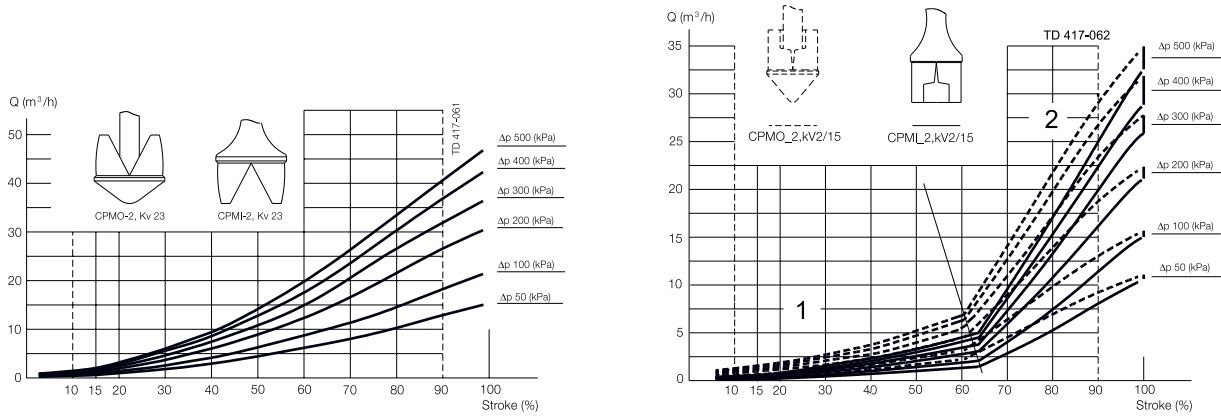 Q (m³/h)
50
40
30
20
10
0
10
15
20
30
40
50
60
70
80
90
100
Stroke (%)
CPMO-2, Kv 23
CPMI-2, Kv 23
TD 417-061
Δp 500 (kPa)
Δp 400 (kPa)
Δp 300 (kPa)
Δp 200 (kPa)
Δp 100 (kPa)
Δp 50 (kPa)
Q (m³/h)
35
30
25
20
15
10
5
0
10
15
20
30
40
50
60
70
80
90
100
Stroke (%)
CPMO_2,kV2/15
CPMI_2,kV2/15
TD 417-062
1
2
Δp 500 (kPa)
Δp 400 (kPa)
Δp 300 (kPa)
Δp 200 (kPa)
Δp 100 (kPa)
Δp 50 (kPa)